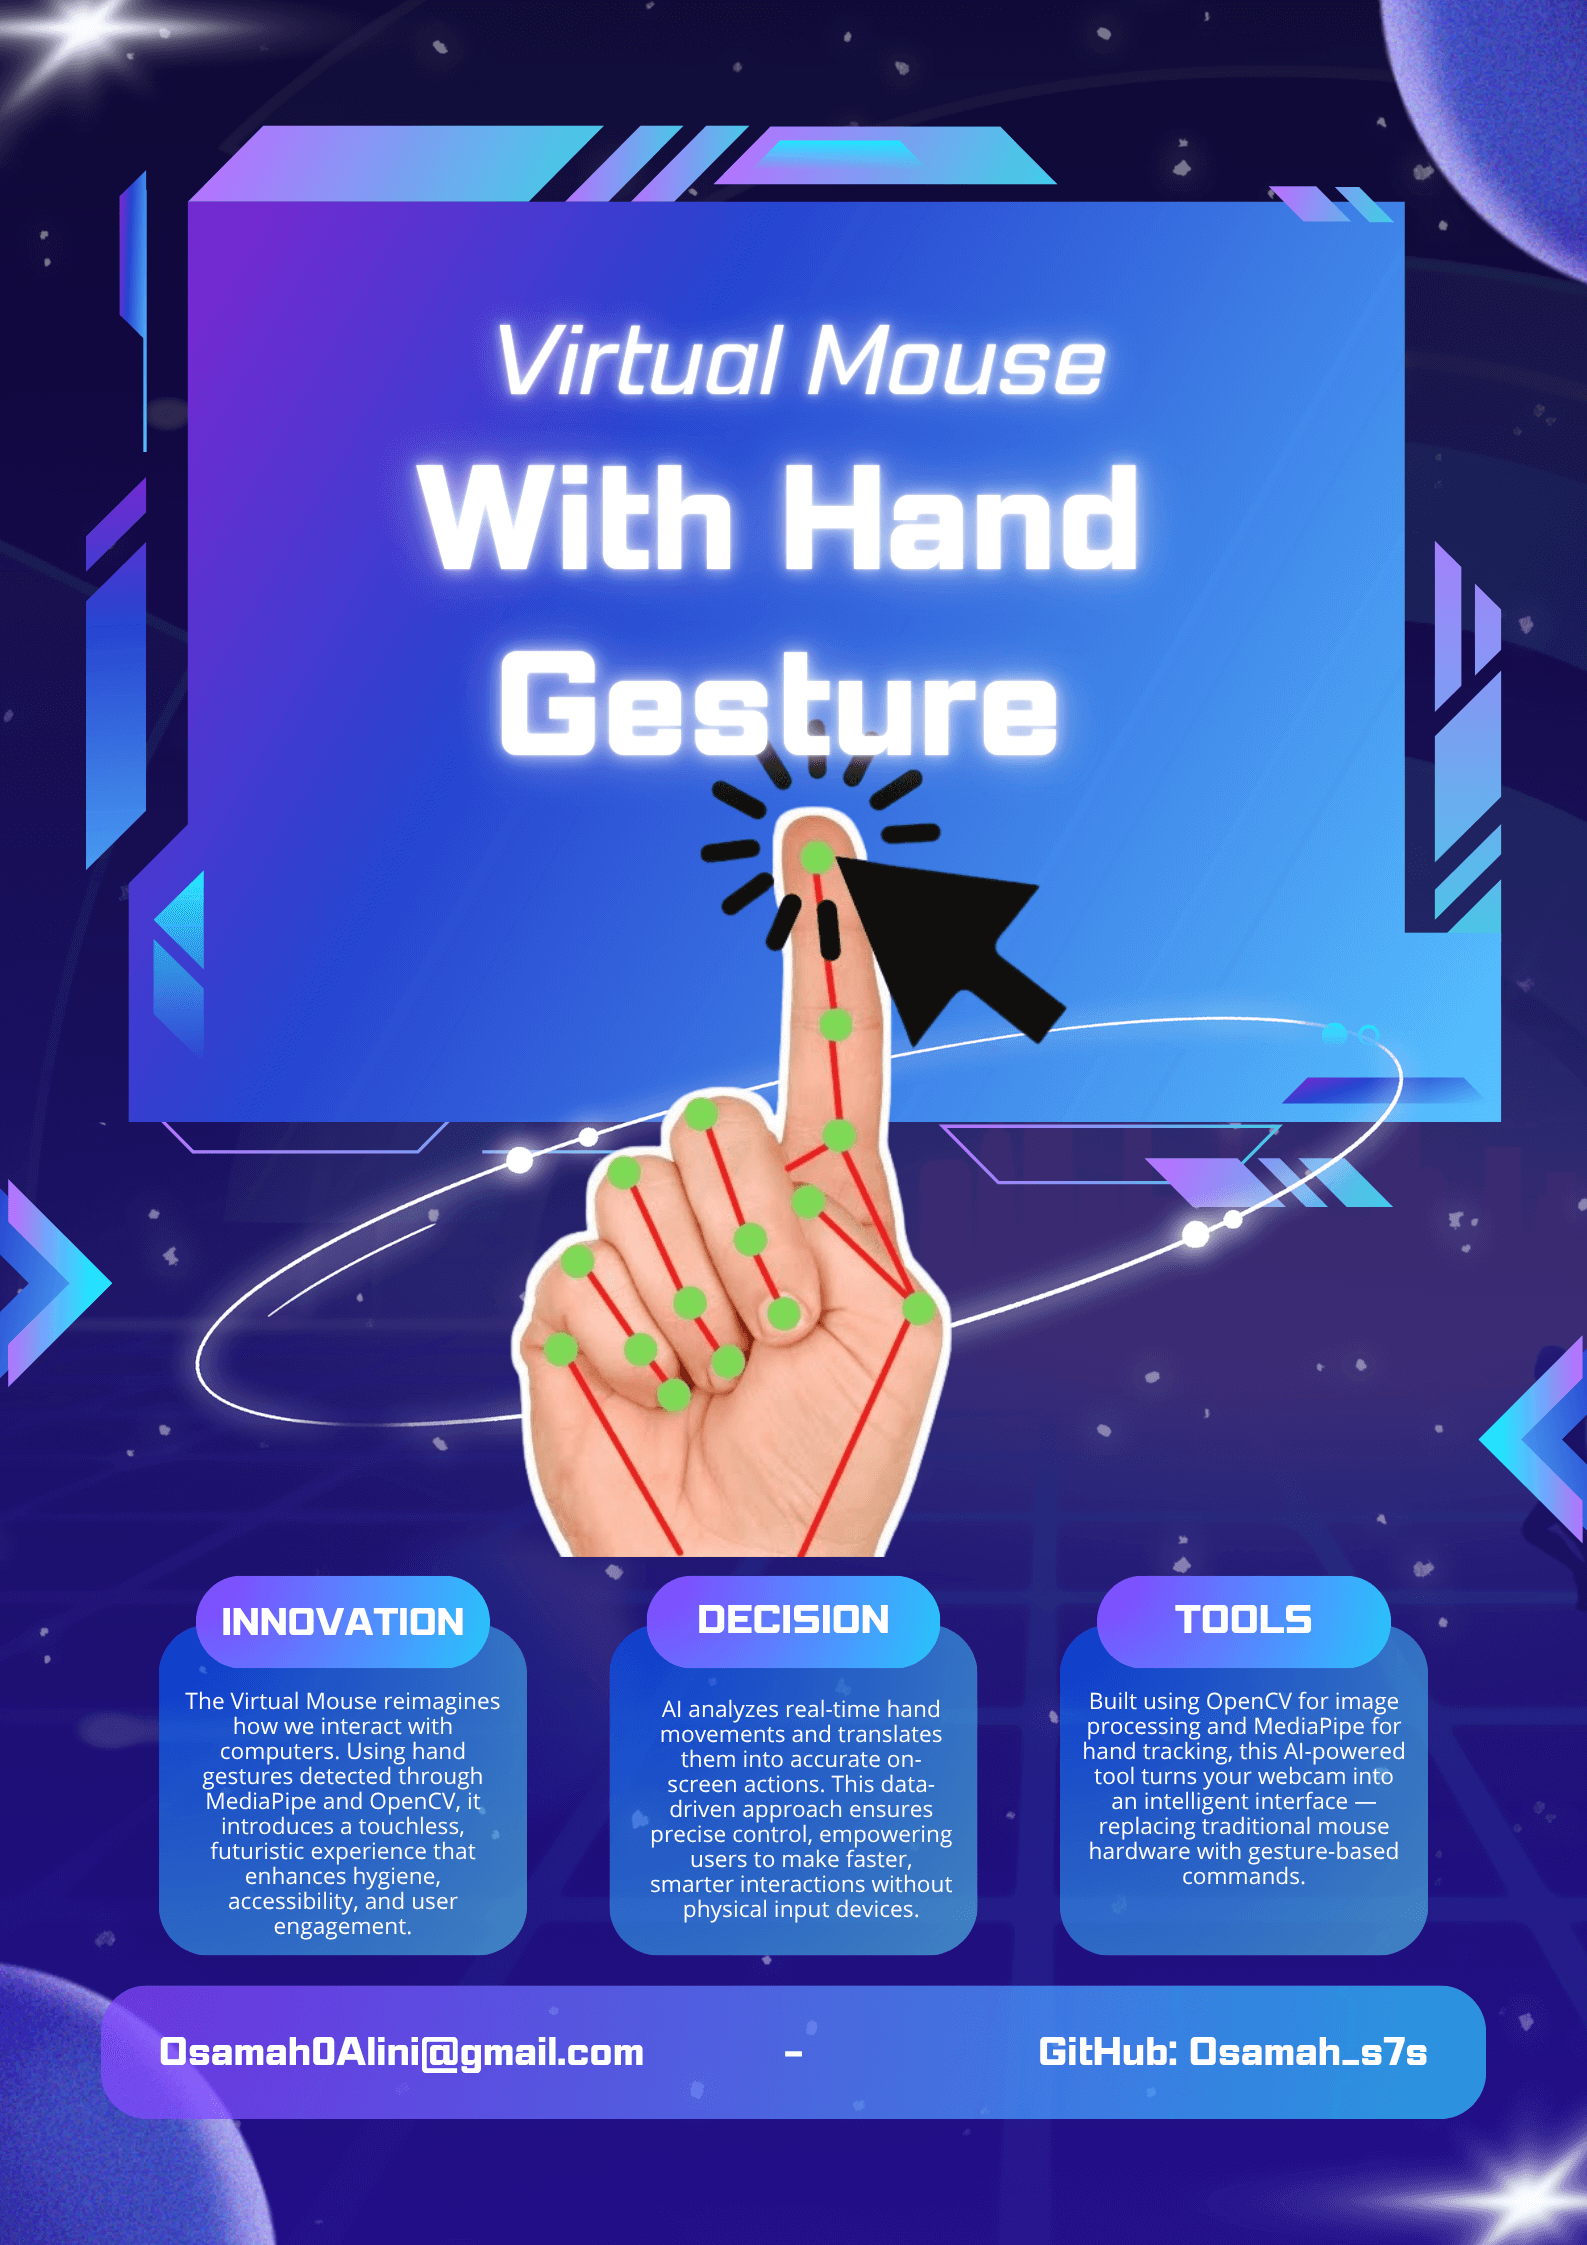 Virtual Mouse
With Hand
Gesture
INNOVATION
The Virtual Mouse reimagines
how we interact with
computers. Using hand
gestures detected through
MediaPipe and OpenCV, it
introduces a touchless,
futuristic experience that
enhances hygiene,
accessibility, and user
engagement.
DECISION
AI analyzes real-time hand
movements and translates
them into accurate on-
screen actions. This data-
driven approach ensures
precise control, empowering
users to make faster,
smarter interactions without
physical input devices.
TOOLS
Built using OpenCV for image
processing and MediaPipe for
hand tracking, this AI-powered
tool turns your webcam into
an intelligent interface —
replacing traditional mouse
hardware with gesture-based
commands.
Osamah0Alini@gmail.com - GitHub: Osamah_s7s